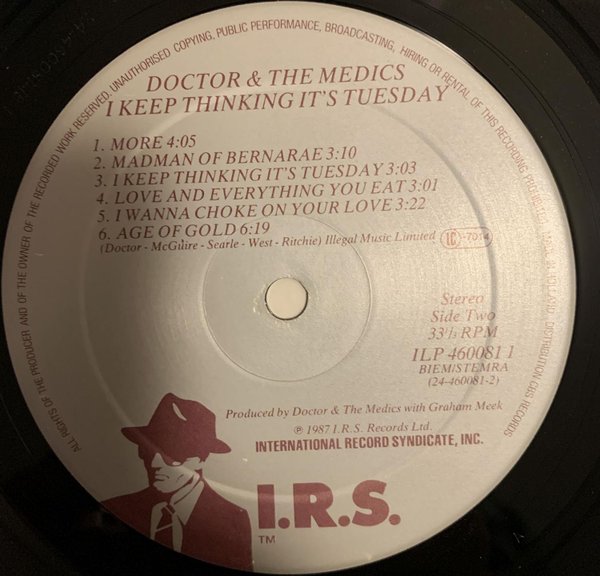 ALL RIGHTS OF THE PRODUCER AND OF THE OWNER OF THE RECORDED WORK RESERVED. UNAUTHORISED COPYING, PUBLIC PERFORMANCE, BROADCASTING, HIRING OR RENTAL OF THIS RECORDING PROHIBITED. MADE IN HOLLAND DISTRIBUTION CBS RECORDS
DOCTOR & THE MEDICS
I KEEP THINKING IT'S TUESDAY
1. MORE 4:05
2. MADMAN OF BERNARAE 3:10
3. I KEEP THINKING IT'S TUESDAY 3:03
4. LOVE AND EVERYTHING YOU EAT 3:01
5. I WANNA CHOKE ON YOUR LOVE 3:22
6. AGE OF GOLD 6:19
(Doctor - McGuire - Searle - West - Ritchie) Illegal Music Limited LC-7014
Stereo
Side Two
33⅓ RPM
ILP 460081 1
BIEM/STEMRA
(24-460081-2)
Produced by Doctor & The Medics with Graham Meek
℗ 1987 I.R.S. Records Ltd.
INTERNATIONAL RECORD SYNDICATE, INC.
I.R.S.
TM